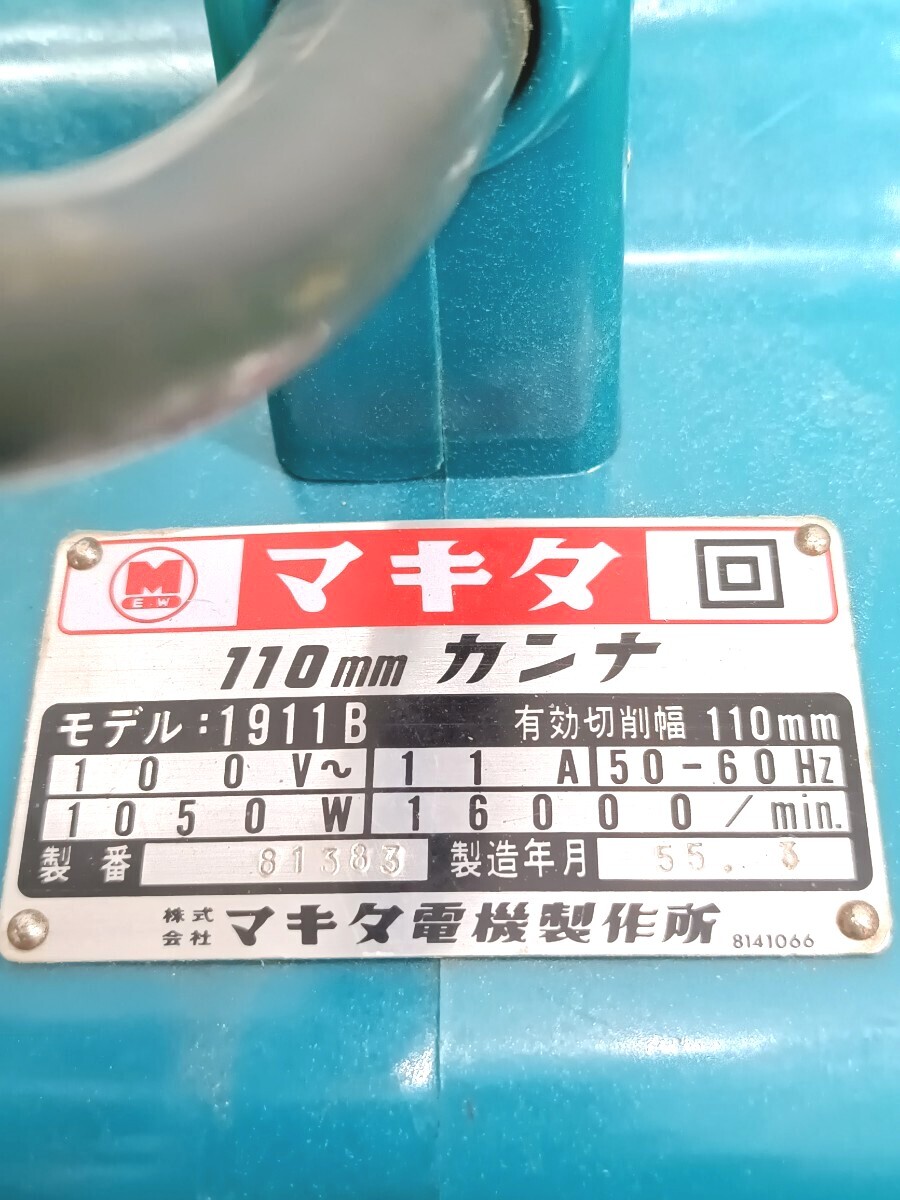 M
E.W
マキタ
110mm カンナ
モデル:1911B 有効切削幅 110mm
100V~ 11A 50-60Hz
1050W 16000/min.
製番 81383 製造年月 55.3
株式会社 マキタ電機製作所 8141066